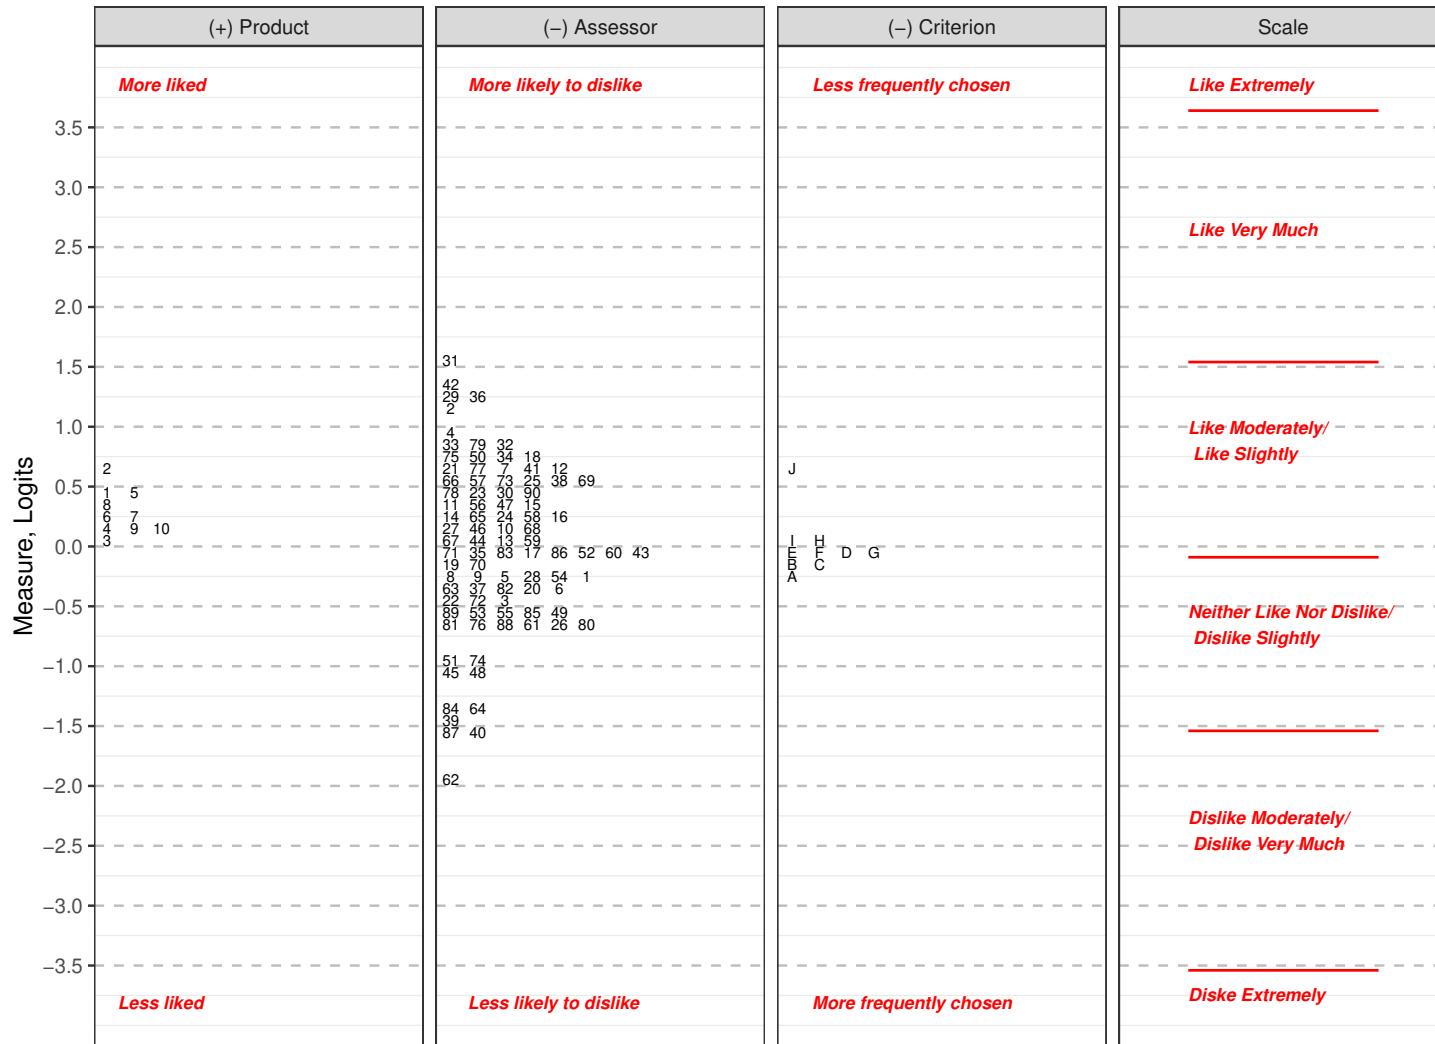 (+) Product
(−) Assessor
(−) Criterion
Scale
More liked
More likely to dislike
Less frequently chosen
Like Extremely
Measure, Logits
3.5
3.0
2.5
2.0
1.5
1.0
0.5
0.0
−0.5
−1.0
−1.5
−2.0
−2.5
−3.0
−3.5
2
1 5
8
6 7
4 9 10
3
31
42
29 36
2
4
33 79 32
75 50 34 18
21 77 7 41 12
66 57 73 25 38 69
78 23 30 90
11 56 47 15
14 65 24 58 16
27 46 10 68
67 44 13 59
71 35 83 17 86 52 60 43
19 70
8 9 5 28 54 1
63 37 82 20 6
22 72 3
89 53 55 85 49
81 76 88 61 26 80
51 74
45 48
84 64
39
87 40
62
J
I H
E F D G
B C
A
Like Very Much
Like Moderately/
Like Slightly
Neither Like Nor Dislike/
Dislike Slightly
Dislike Moderately/
Dislike Very Much
Less liked
Less likely to dislike
More frequently chosen
Diske Extremely